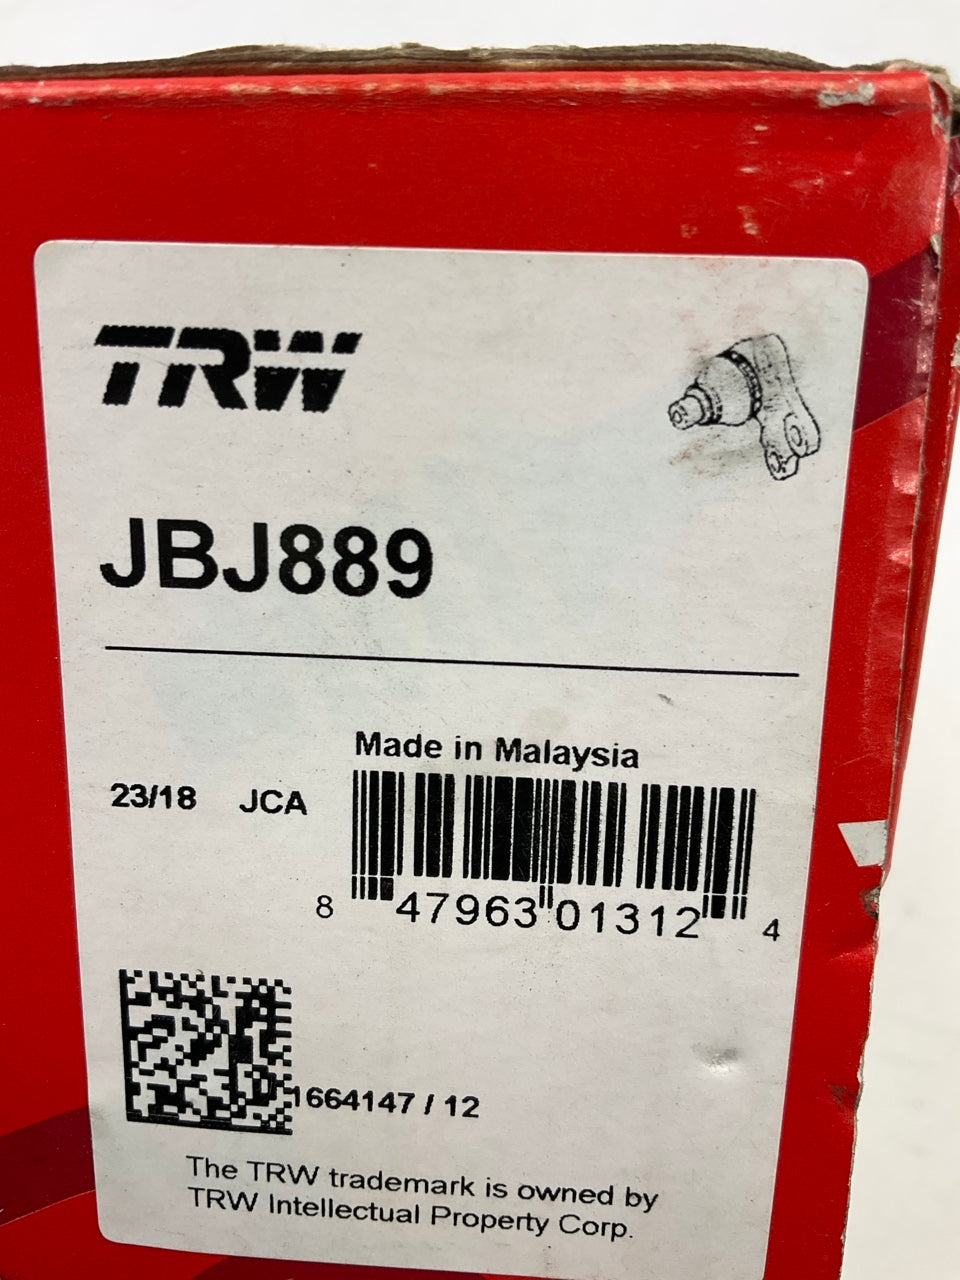 TRW
JBJ889
Made in Malaysia
23/18 JCA
8 47963 01312 4
1664147 / 12
The TRW trademark is owned by
TRW Intellectual Property Corp.